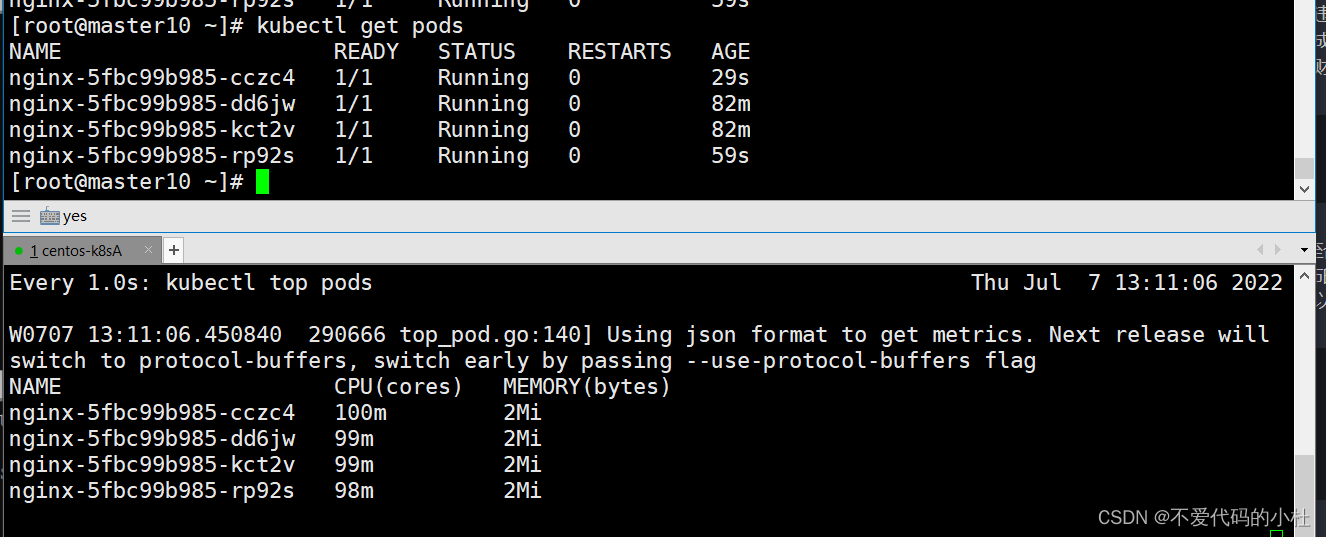 nginx-5fbc99b985-rp92s   1/1     Running   0          59s
[root@master10 ~]# kubectl get pods
NAME                     READY   STATUS    RESTARTS   AGE
nginx-5fbc99b985-cczc4   1/1     Running   0          29s
nginx-5fbc99b985-dd6jw   1/1     Running   0          82m
nginx-5fbc99b985-kct2v   1/1     Running   0          82m
nginx-5fbc99b985-rp92s   1/1     Running   0          59s
[root@master10 ~]#
yes
1 centos-k8sA × +
Every 1.0s: kubectl top pods                                              Thu Jul  7 13:11:06 2022
W0707 13:11:06.450840  290666 top_pod.go:140] Using json format to get metrics. Next release will
switch to protocol-buffers, switch early by passing --use-protocol-buffers flag
NAME                     CPU(cores)   MEMORY(bytes)
nginx-5fbc99b985-cczc4   100m         2Mi
nginx-5fbc99b985-dd6jw   99m          2Mi
nginx-5fbc99b985-kct2v   99m          2Mi
nginx-5fbc99b985-rp92s   98m          2Mi
CSDN @不爱代码的小杜